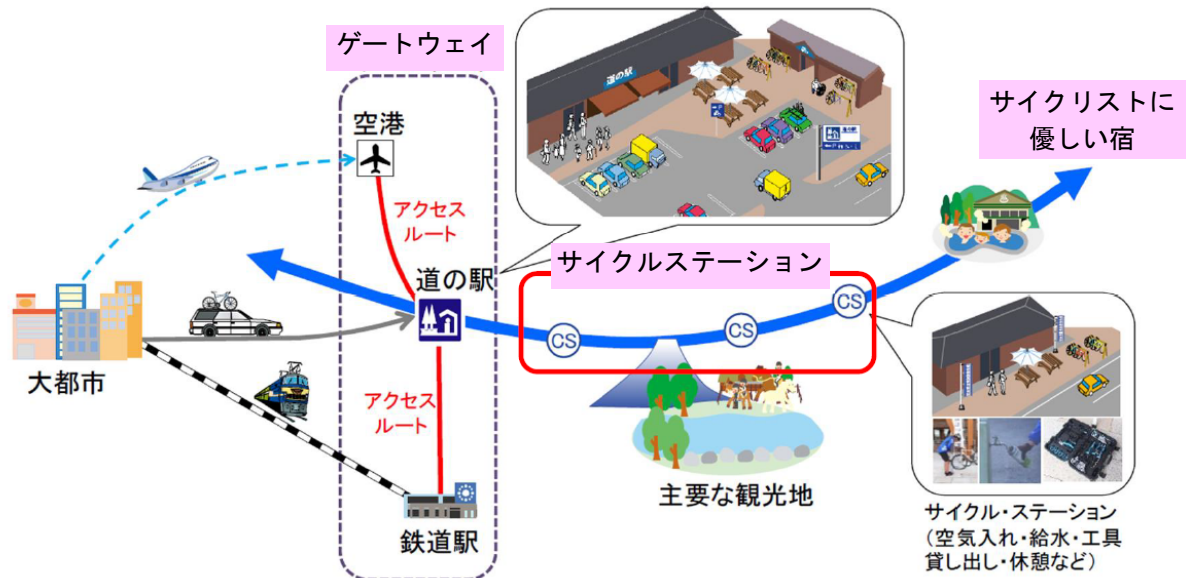 ゲートウェイ
道の駅
サイクリストに
優しい宿
空港
アクセス
ルート
道の駅
サイクルステーション
CS
CS
CS
大都市
アクセス
ルート
主要な観光地
鉄道駅
サイクル・ステーション
(空気入れ・給水・工具
貸し出し・休憩など)